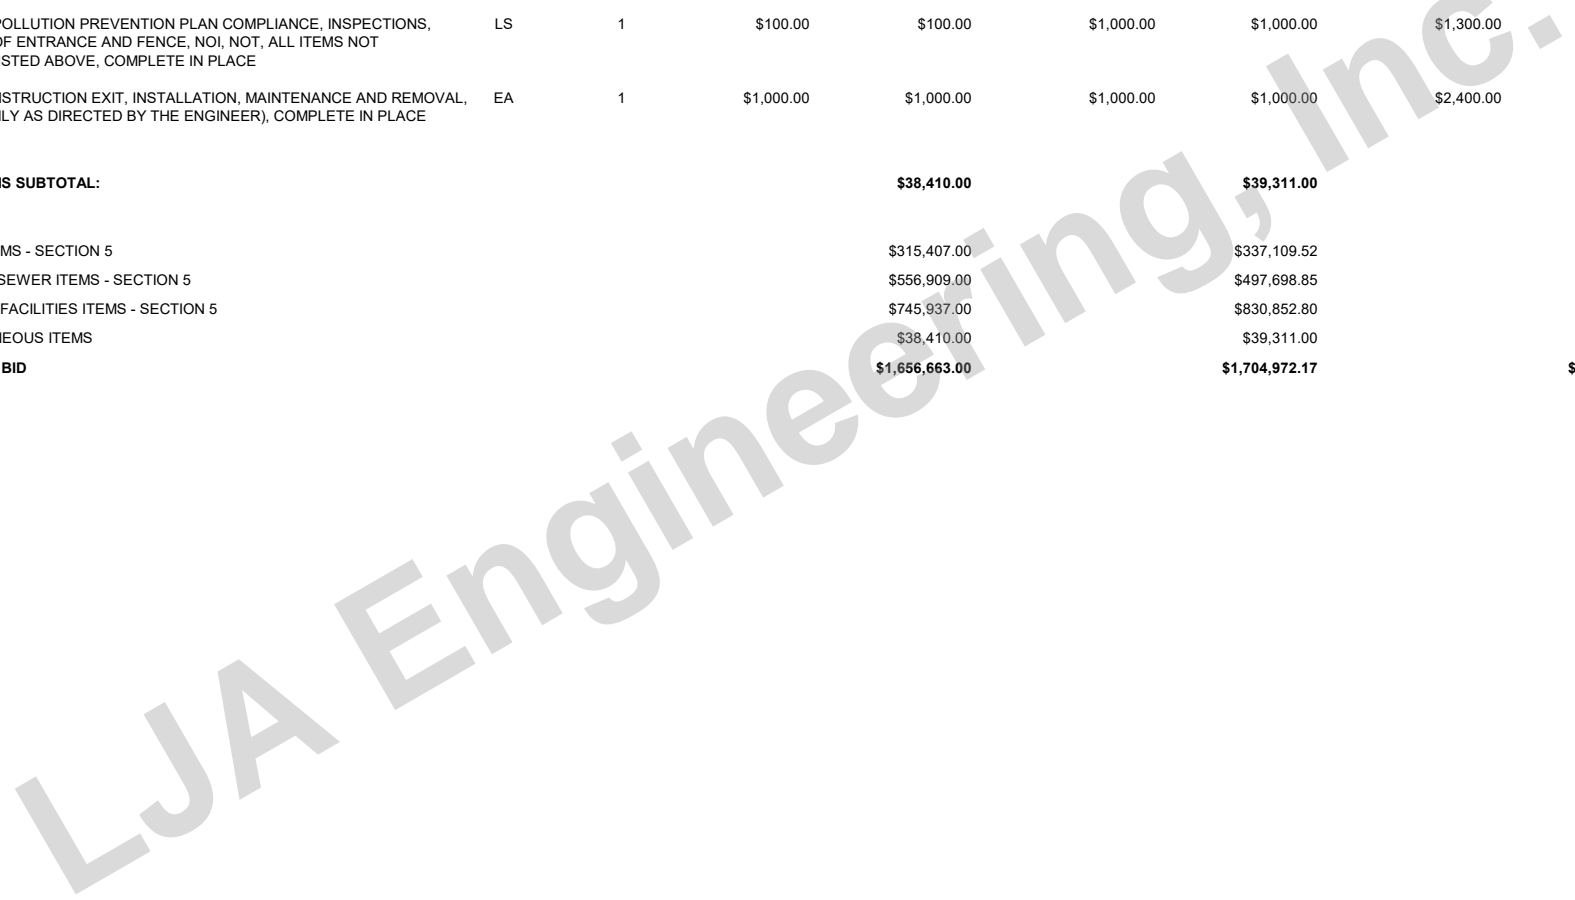 POLLUTION PREVENTION PLAN COMPLIANCE, INSPECTIONS, LS 1 $100.00 $100.00 $1,000.00 $1,000.00 $1,300.00
OF ENTRANCE AND FENCE, NOI, NOT, ALL ITEMS NOT
STED ABOVE, COMPLETE IN PLACE
NSTRUCTION EXIT, INSTALLATION, MAINTENANCE AND REMOVAL, EA 1 $1,000.00 $1,000.00 $1,000.00 $1,000.00 $2,400.00
NLY AS DIRECTED BY THE ENGINEER), COMPLETE IN PLACE
MS SUBTOTAL: $38,410.00 $39,311.00
MS - SECTION 5 $315,407.00 $337,109.52
SEWER ITEMS - SECTION 5 $556,909.00 $497,698.85
FACILITIES ITEMS - SECTION 5 $745,937.00 $830,852.80
NEOUS ITEMS $38,410.00 $39,311.00
BID $1,656,663.00 $1,704,972.17 $
LJA Engineering, Inc.